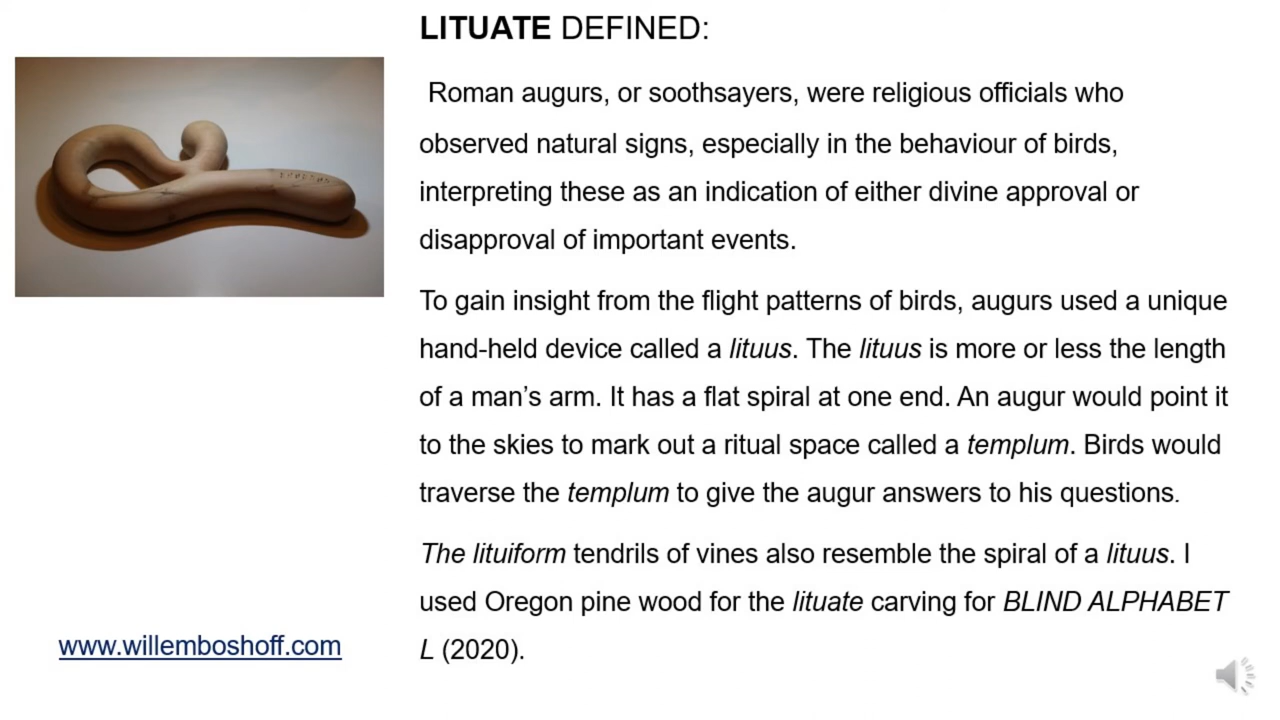 LITUATE DEFINED:
Roman augurs, or soothsayers, were religious officials who
observed natural signs, especially in the behaviour of birds,
interpreting these as an indication of either divine approval or
disapproval of important events.
To gain insight from the flight patterns of birds, augurs used a unique
hand-held device called a lituus. The lituus is more or less the length
of a man’s arm. It has a flat spiral at one end. An augur would point it
to the skies to mark out a ritual space called a templum. Birds would
traverse the templum to give the augur answers to his questions.
The lituiform tendrils of vines also resemble the spiral of a lituus. I
used Oregon pine wood for the lituate carving for BLIND ALPHABET
L (2020).
www.willemboshoff.com